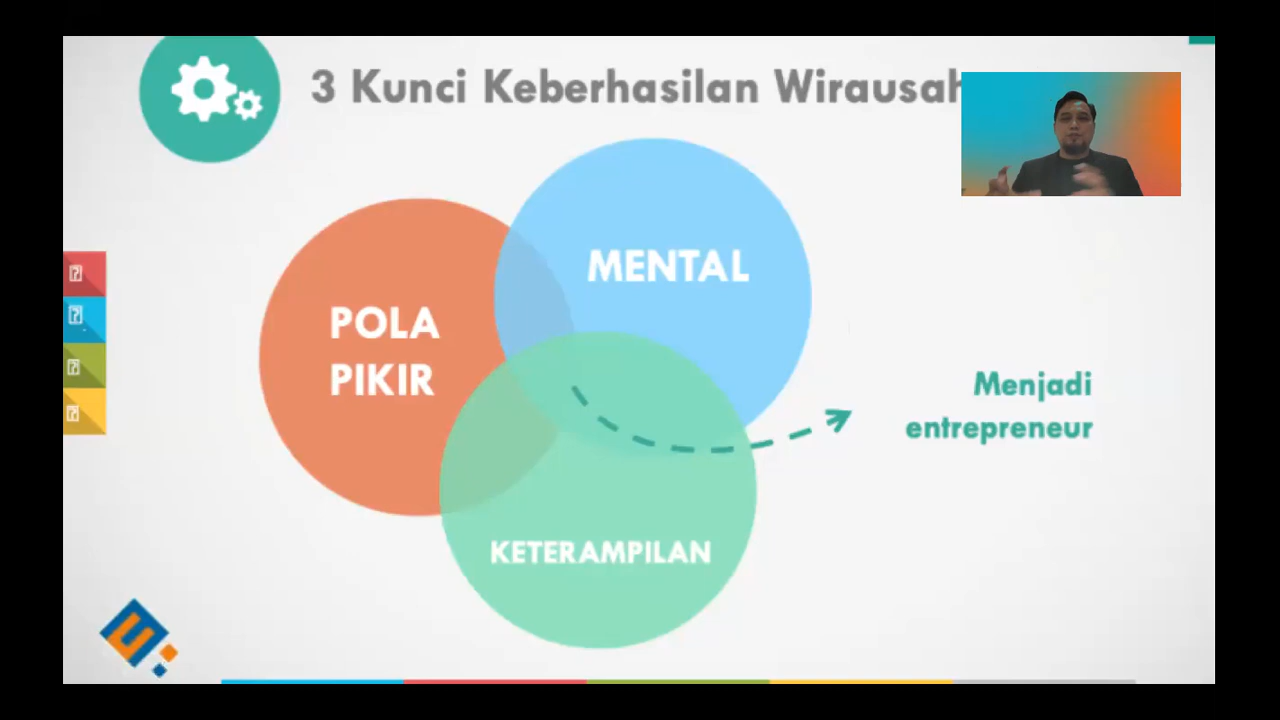 3 Kunci Keberhasilan Wirausah
MENTAL
POLA
PIKIR
Menjadi
entrepreneur
KETERAMPILAN